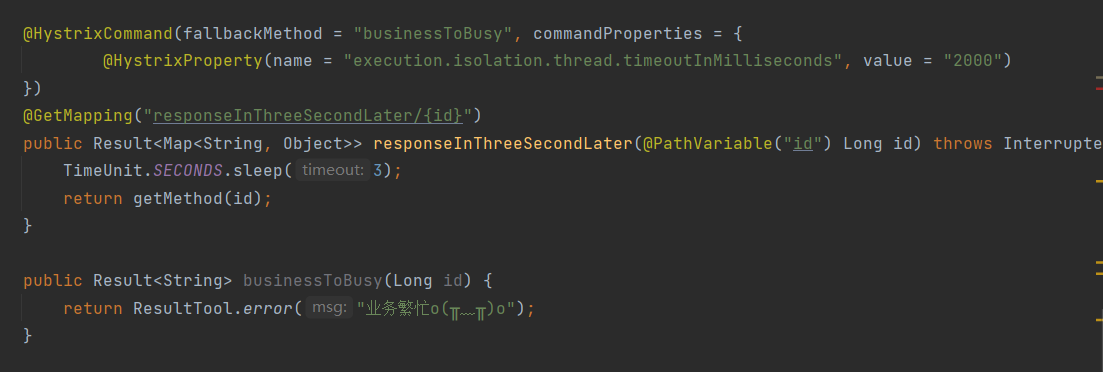 @HystrixCommand(fallbackMethod = "businessToBusy", commandProperties = {
        @HystrixProperty(name = "execution.isolation.thread.timeoutInMilliseconds", value = "2000")
})
@GetMapping("responseInThreeSecondLater/{id}")
public Result<Map<String, Object>> responseInThreeSecondLater(@PathVariable("id") Long id) throws Interrupte
    TimeUnit.SECONDS.sleep( timeout: 3);
    return getMethod(id);
}
public Result<String> businessToBusy(Long id) {
    return ResultTool.error( msg: "业务繁忙o(╥﹏╥)o");
}